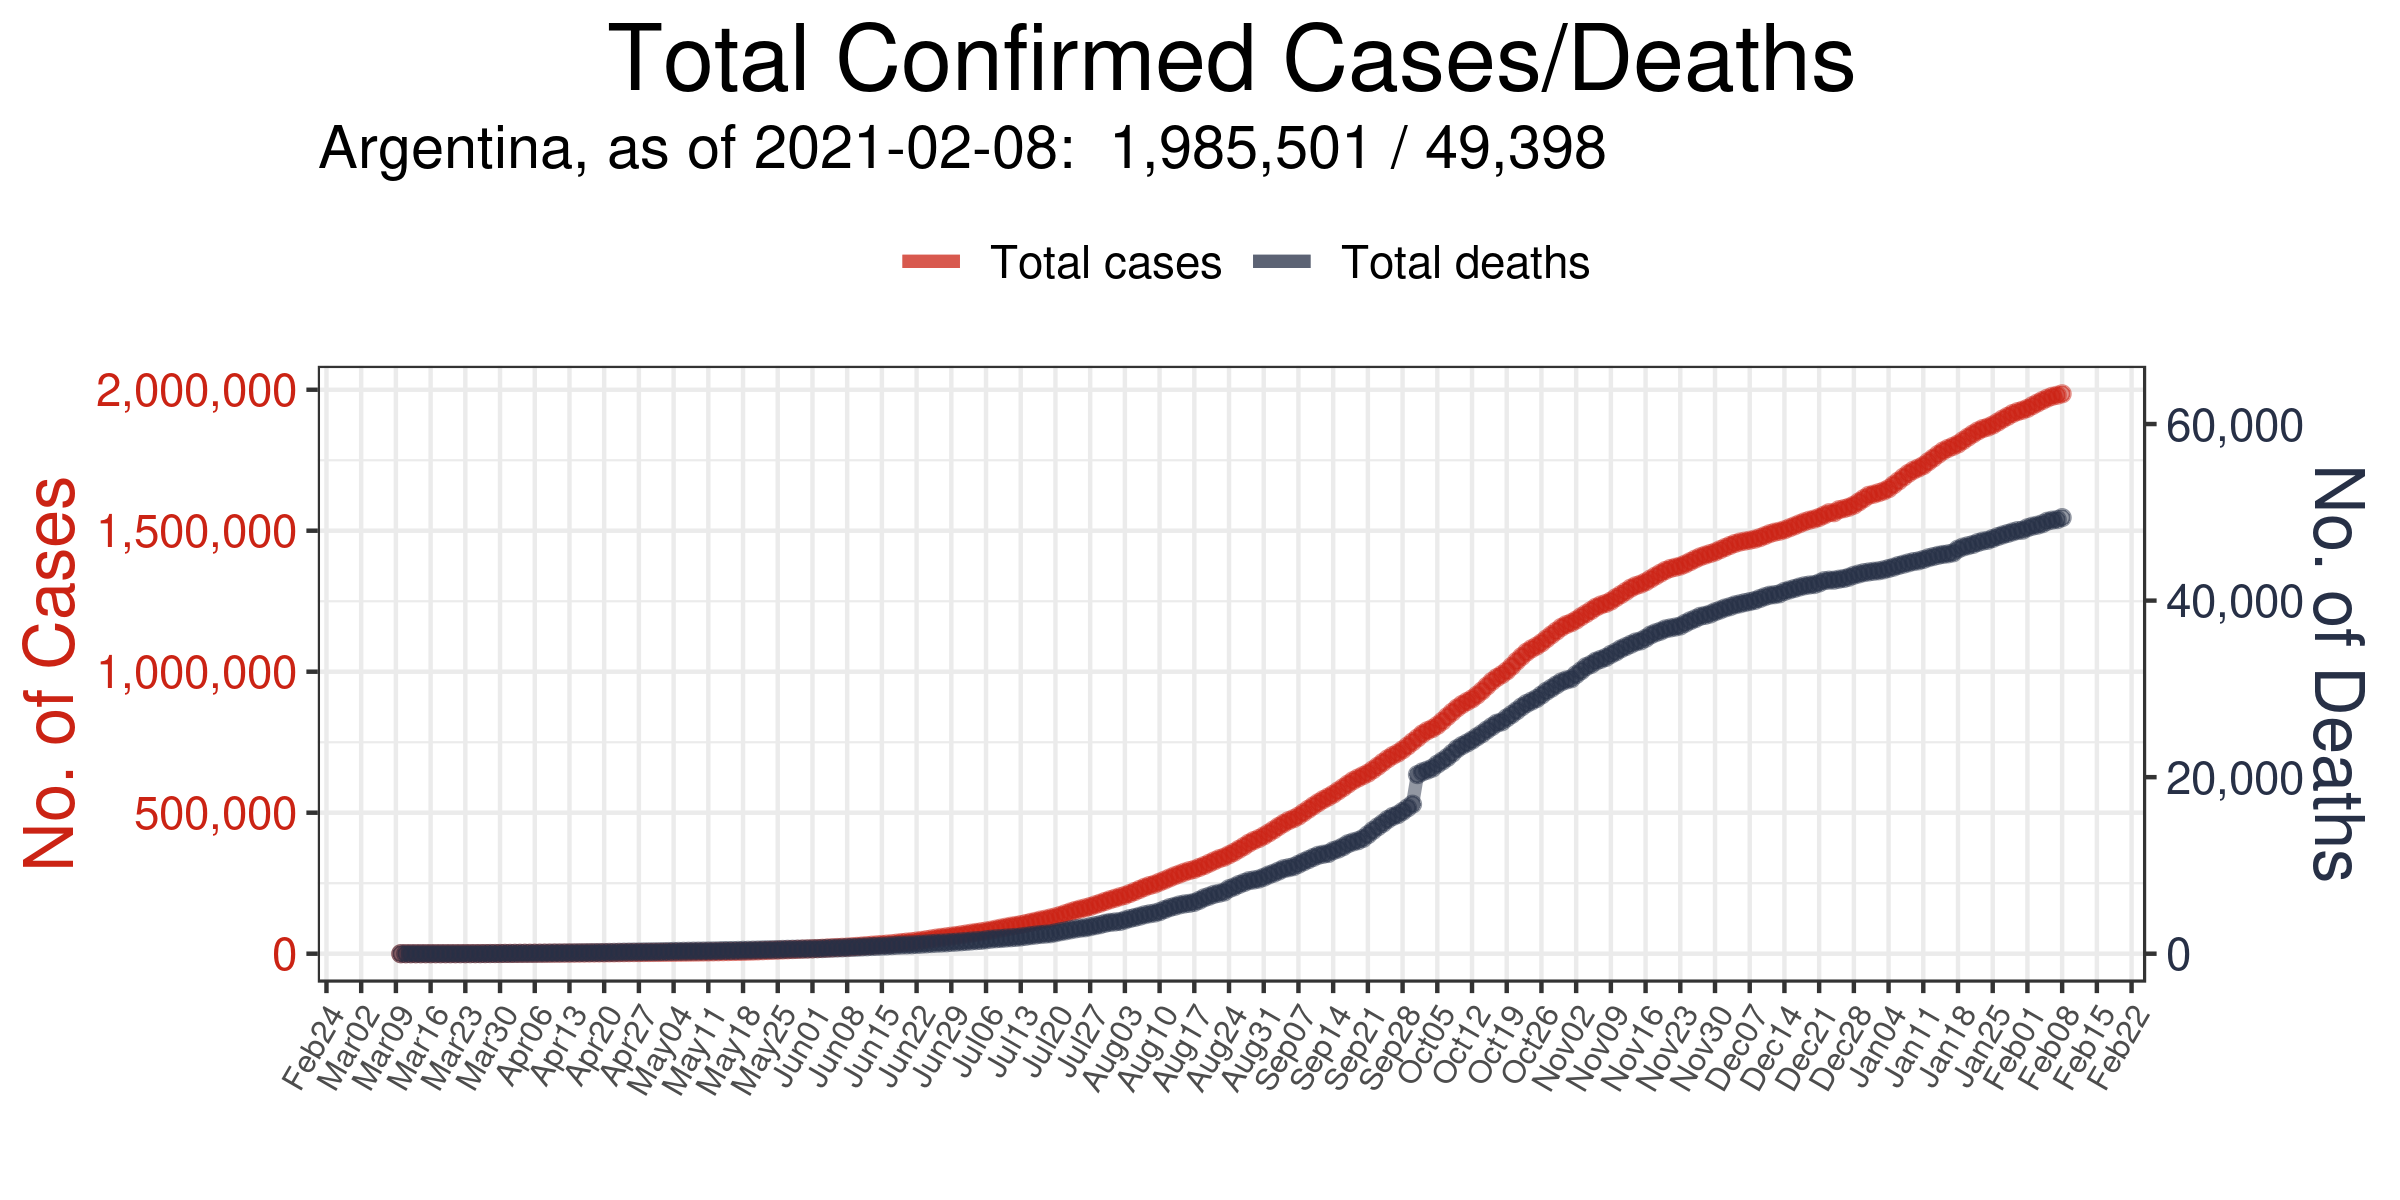 Total Confirmed Cases/Deaths
Argentina, as of 2021-02-08:  1,985,501 / 49,398
Total cases
Total deaths
No. of Cases
2,000,000
1,500,000
1,000,000
500,000
0
60,000
40,000
20,000
0
No. of Deaths
Feb24
Mar02
Mar09
Mar16
Mar23
Mar30
Apr06
Apr13
Apr20
Apr27
May04
May11
May18
May25
Jun01
Jun08
Jun15
Jun22
Jun29
Jul06
Jul13
Jul20
Jul27
Aug03
Aug10
Aug17
Aug24
Aug31
Sep07
Sep14
Sep21
Sep28
Oct05
Oct12
Oct19
Oct26
Nov02
Nov09
Nov16
Nov23
Nov30
Dec07
Dec14
Dec21
Dec28
Jan04
Jan11
Jan18
Jan25
Feb01
Feb08
Feb15
Feb22